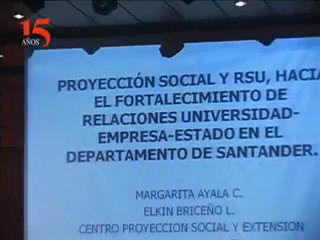 15
AÑOS
PROYECCIÓN SOCIAL Y RSU, HACIA
EL FORTALECIMIENTO DE
RELACIONES UNIVERSIDAD-
EMPRESA-ESTADO EN EL
DEPARTAMENTO DE SANTANDER.
MARGARITA AYALA C.
ELKIN BRICEÑO L.
CENTRO PROYECCION SOCIAL Y EXTENSION